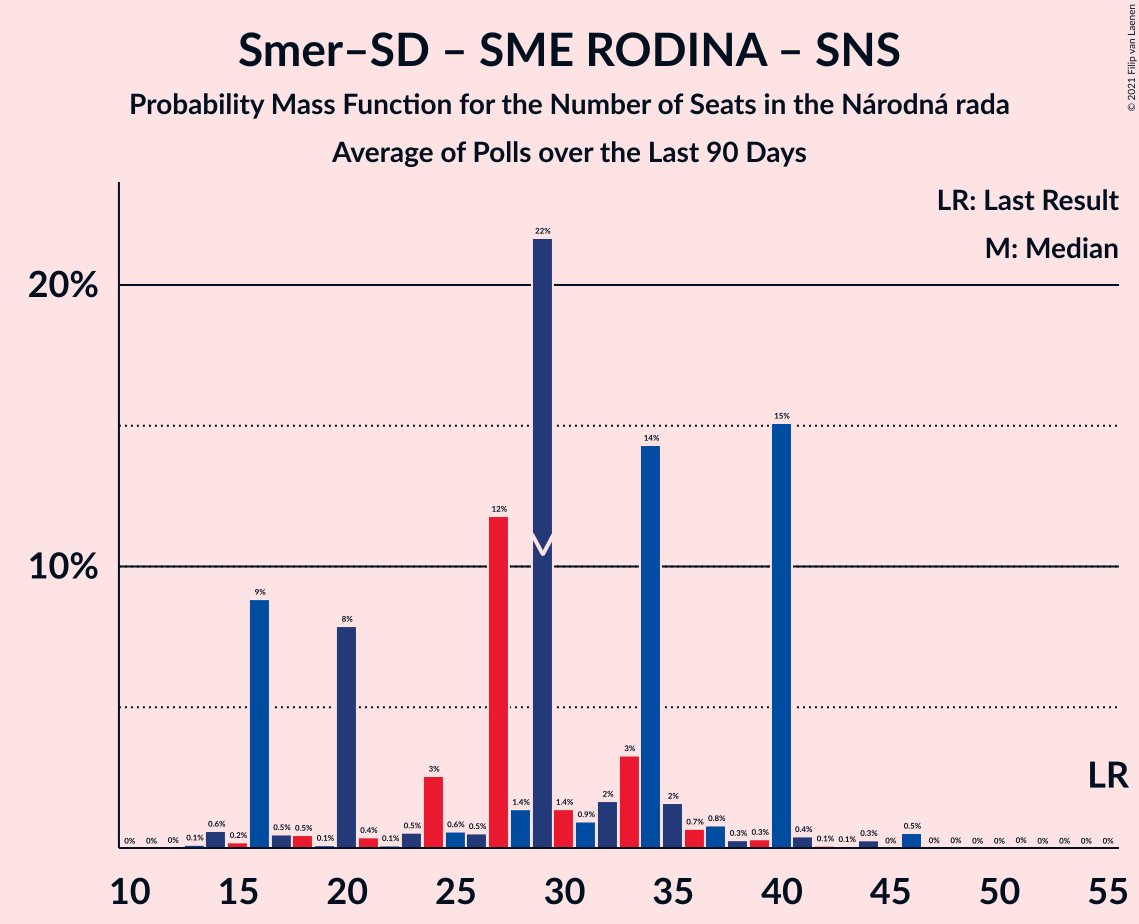 © 2021 Filip van Laenen
Smer–SD – SME RODINA – SNS
Probability Mass Function for the Number of Seats in the Národná rada
Average of Polls over the Last 90 Days
LR: Last Result
M: Median
20%
10%
0% 0% 0% 0.1% 0.6% 0.2% 9% 0.5% 0.5% 0.1% 8% 0.4% 0.1% 0.5% 3% 0.6% 0.5% 12% 1.4% 22% 1.4% 0.9% 2% 3% 14% 2% 0.7% 0.8% 0.3% 0.3% 15% 0.4% 0.1% 0.1% 0.3% 0% 0.5% 0% 0% 0% 0% 0% 0% 0% 0% 0%
LR
10 15 20 25 30 35 40 45 50 55